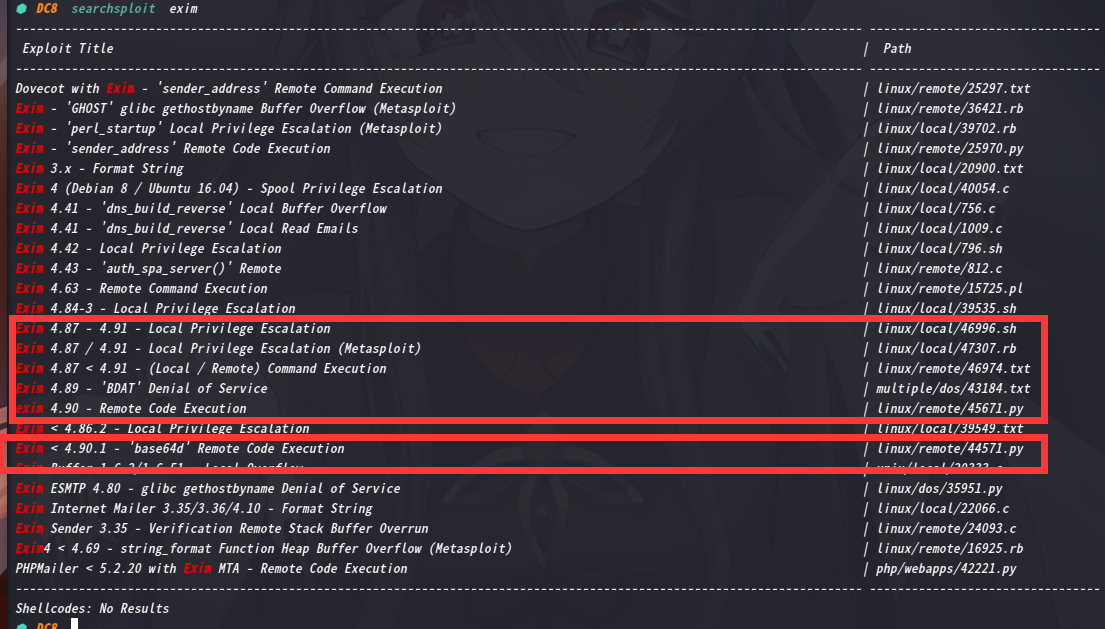 DC8 searchsploit exim
Exploit Title | Path
Dovecot with Exim - 'sender_address' Remote Command Execution | linux/remote/25297.txt
Exim - 'GHOST' glibc gethostbyname Buffer Overflow (Metasploit) | linux/remote/36421.rb
Exim - 'perl_startup' Local Privilege Escalation (Metasploit) | linux/local/39702.rb
Exim - 'sender_address' Remote Code Execution | linux/remote/25970.py
Exim 3.x - Format String | linux/local/20900.txt
Exim 4 (Debian 8 / Ubuntu 16.04) - Spool Privilege Escalation | linux/local/40054.c
Exim 4.41 - 'dns_build_reverse' Local Buffer Overflow | linux/local/756.c
Exim 4.41 - 'dns_build_reverse' Local Read Emails | linux/local/1009.c
Exim 4.42 - Local Privilege Escalation | linux/local/796.sh
Exim 4.43 - 'auth_spa_server()' Remote | linux/remote/812.c
Exim 4.63 - Remote Command Execution | linux/remote/15725.pl
Exim 4.84-3 - Local Privilege Escalation | linux/local/39535.sh
Exim 4.87 - 4.91 - Local Privilege Escalation | linux/local/46996.sh
Exim 4.87 / 4.91 - Local Privilege Escalation (Metasploit) | linux/local/47307.rb
Exim 4.87 < 4.91 - (Local / Remote) Command Execution | linux/remote/46974.txt
Exim 4.89 - 'BDAT' Denial of Service | multiple/dos/43184.txt
exim 4.90 - Remote Code Execution | linux/remote/45671.py
Exim < 4.86.2 - Local Privilege Escalation | linux/local/39549.txt
Exim < 4.90.1 - 'base64d' Remote Code Execution | linux/remote/44571.py
Local Overflow
Exim ESMTP 4.80 - glibc gethostbyname Denial of Service | linux/dos/35951.py
Exim Internet Mailer 3.35/3.36/4.10 - Format String | linux/local/22066.c
Exim Sender 3.35 - Verification Remote Stack Buffer Overrun | linux/remote/24093.c
Exim4 < 4.69 - string_format Function Heap Buffer Overflow (Metasploit) | linux/remote/16925.rb
PHPMailer < 5.2.20 with Exim MTA - Remote Code Execution | php/webapps/42221.py
Shellcodes: No Results
DC8